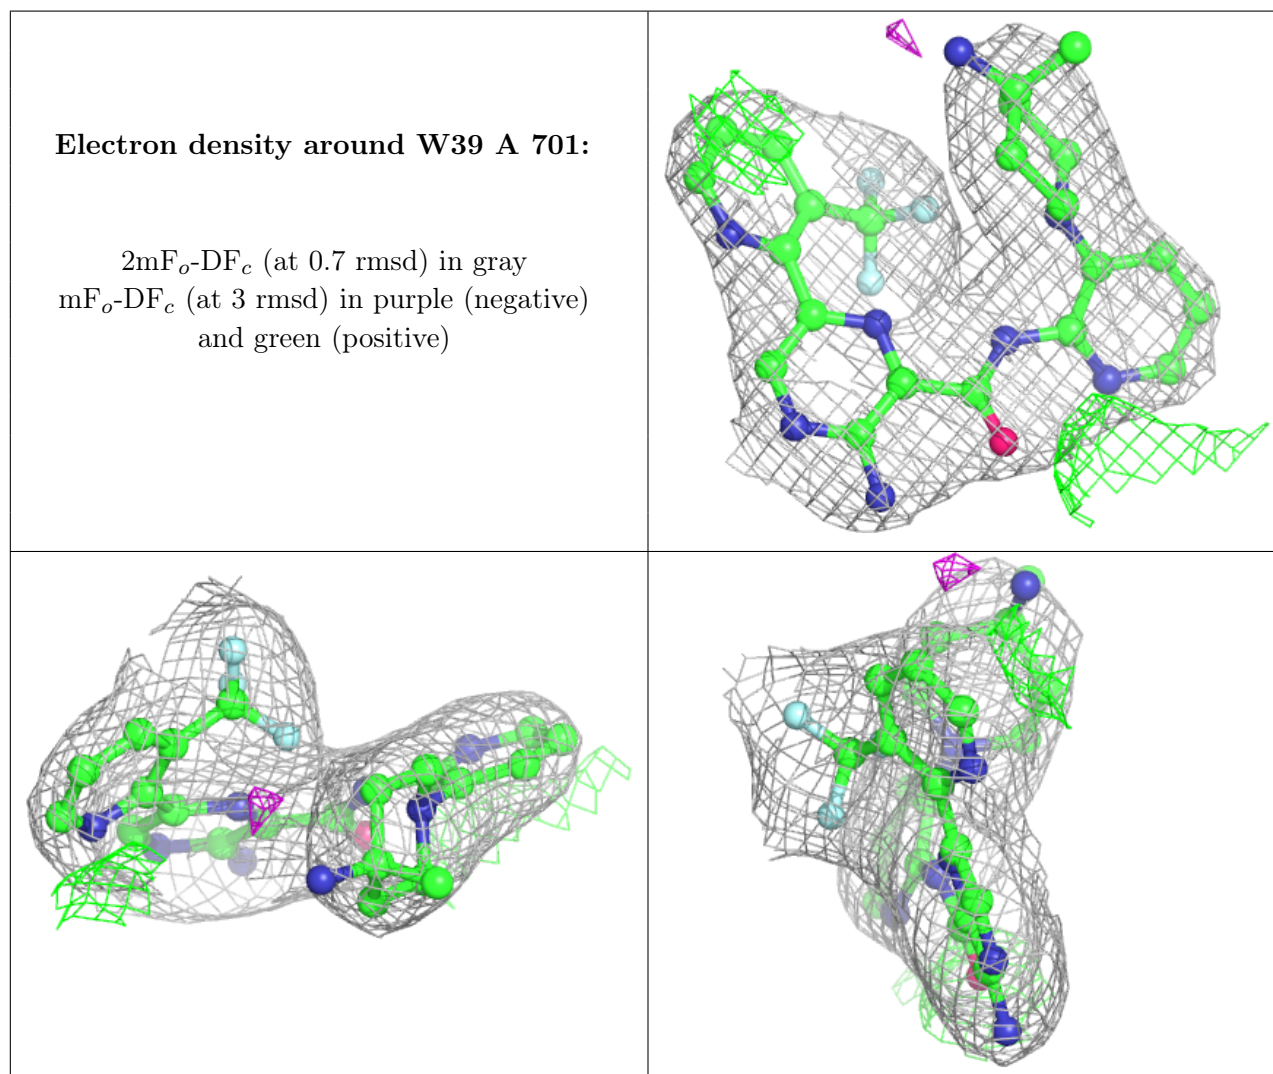 Electron density around W39 A 701:
2mFo-DFc (at 0.7 rmsd) in gray
mFo-DFc (at 3 rmsd) in purple (negative)
and green (positive)